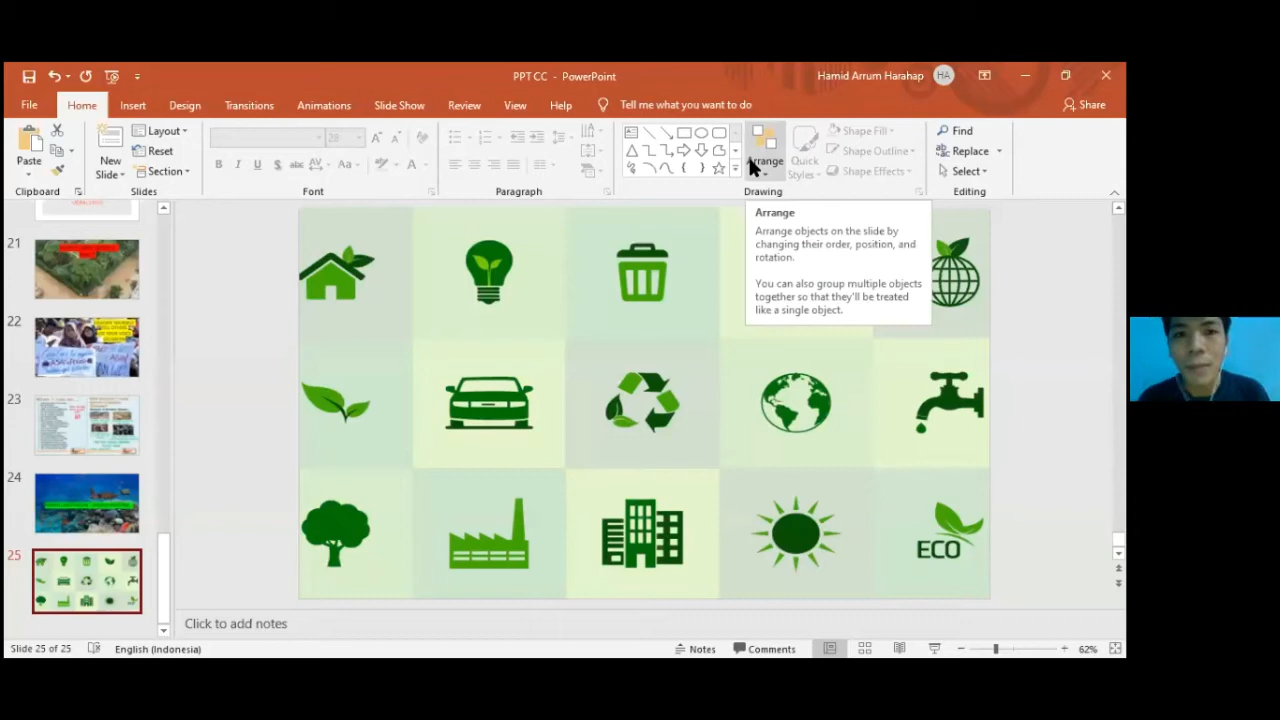 PPT CC - PowerPoint
Hamid Arrum Harahap
HA
File
Home
Insert
Design
Transitions
Animations
Slide Show
Review
View
Help
Tell me what you want to do
Share
Paste
New
Slide
Layout
Reset
Section
28
B
I
U
S
abc
AV
Aa
A
Arrange
Quick
Styles
Shape Fill
Shape Outline
Shape Effects
Find
Replace
Select
Clipboard
Slides
Font
Paragraph
Drawing
Editing
Arrange
Arrange objects on the slide by
changing their order, position, and
rotation.
You can also group multiple objects
together so that they'll be treated
like a single object.
21
22
23
24
25
ECO
Click to add notes
Slide 25 of 25
English (Indonesia)
Notes
Comments
62%